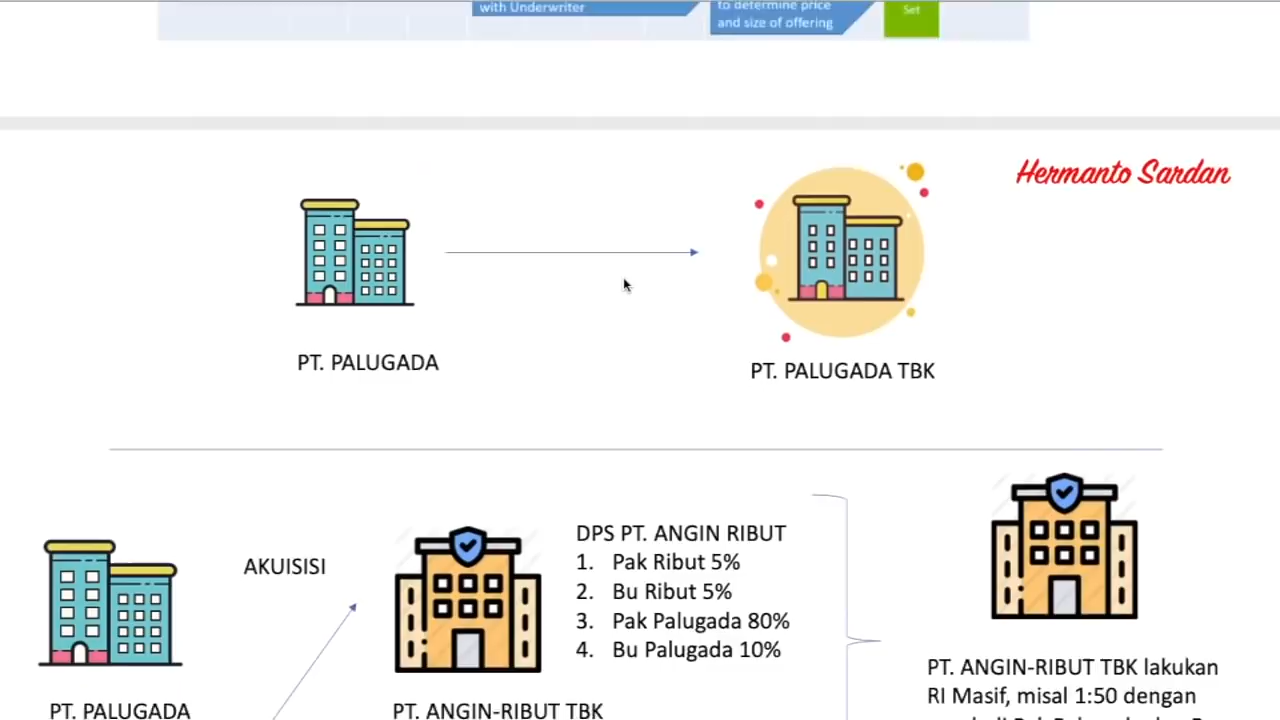 with Underwriter
to determine price
and size of offering
Set
Hermanto Sardan
PT. PALUGADA
PT. PALUGADA TBK
AKUISISI
DPS PT. ANGIN RIBUT
1. Pak Ribut 5%
2. Bu Ribut 5%
3. Pak Palugada 80%
4. Bu Palugada 10%
PT. PALUGADA
PT. ANGIN-RIBUT TBK
PT. ANGIN-RIBUT TBK lakukan
RI Masif, misal 1:50 dengan